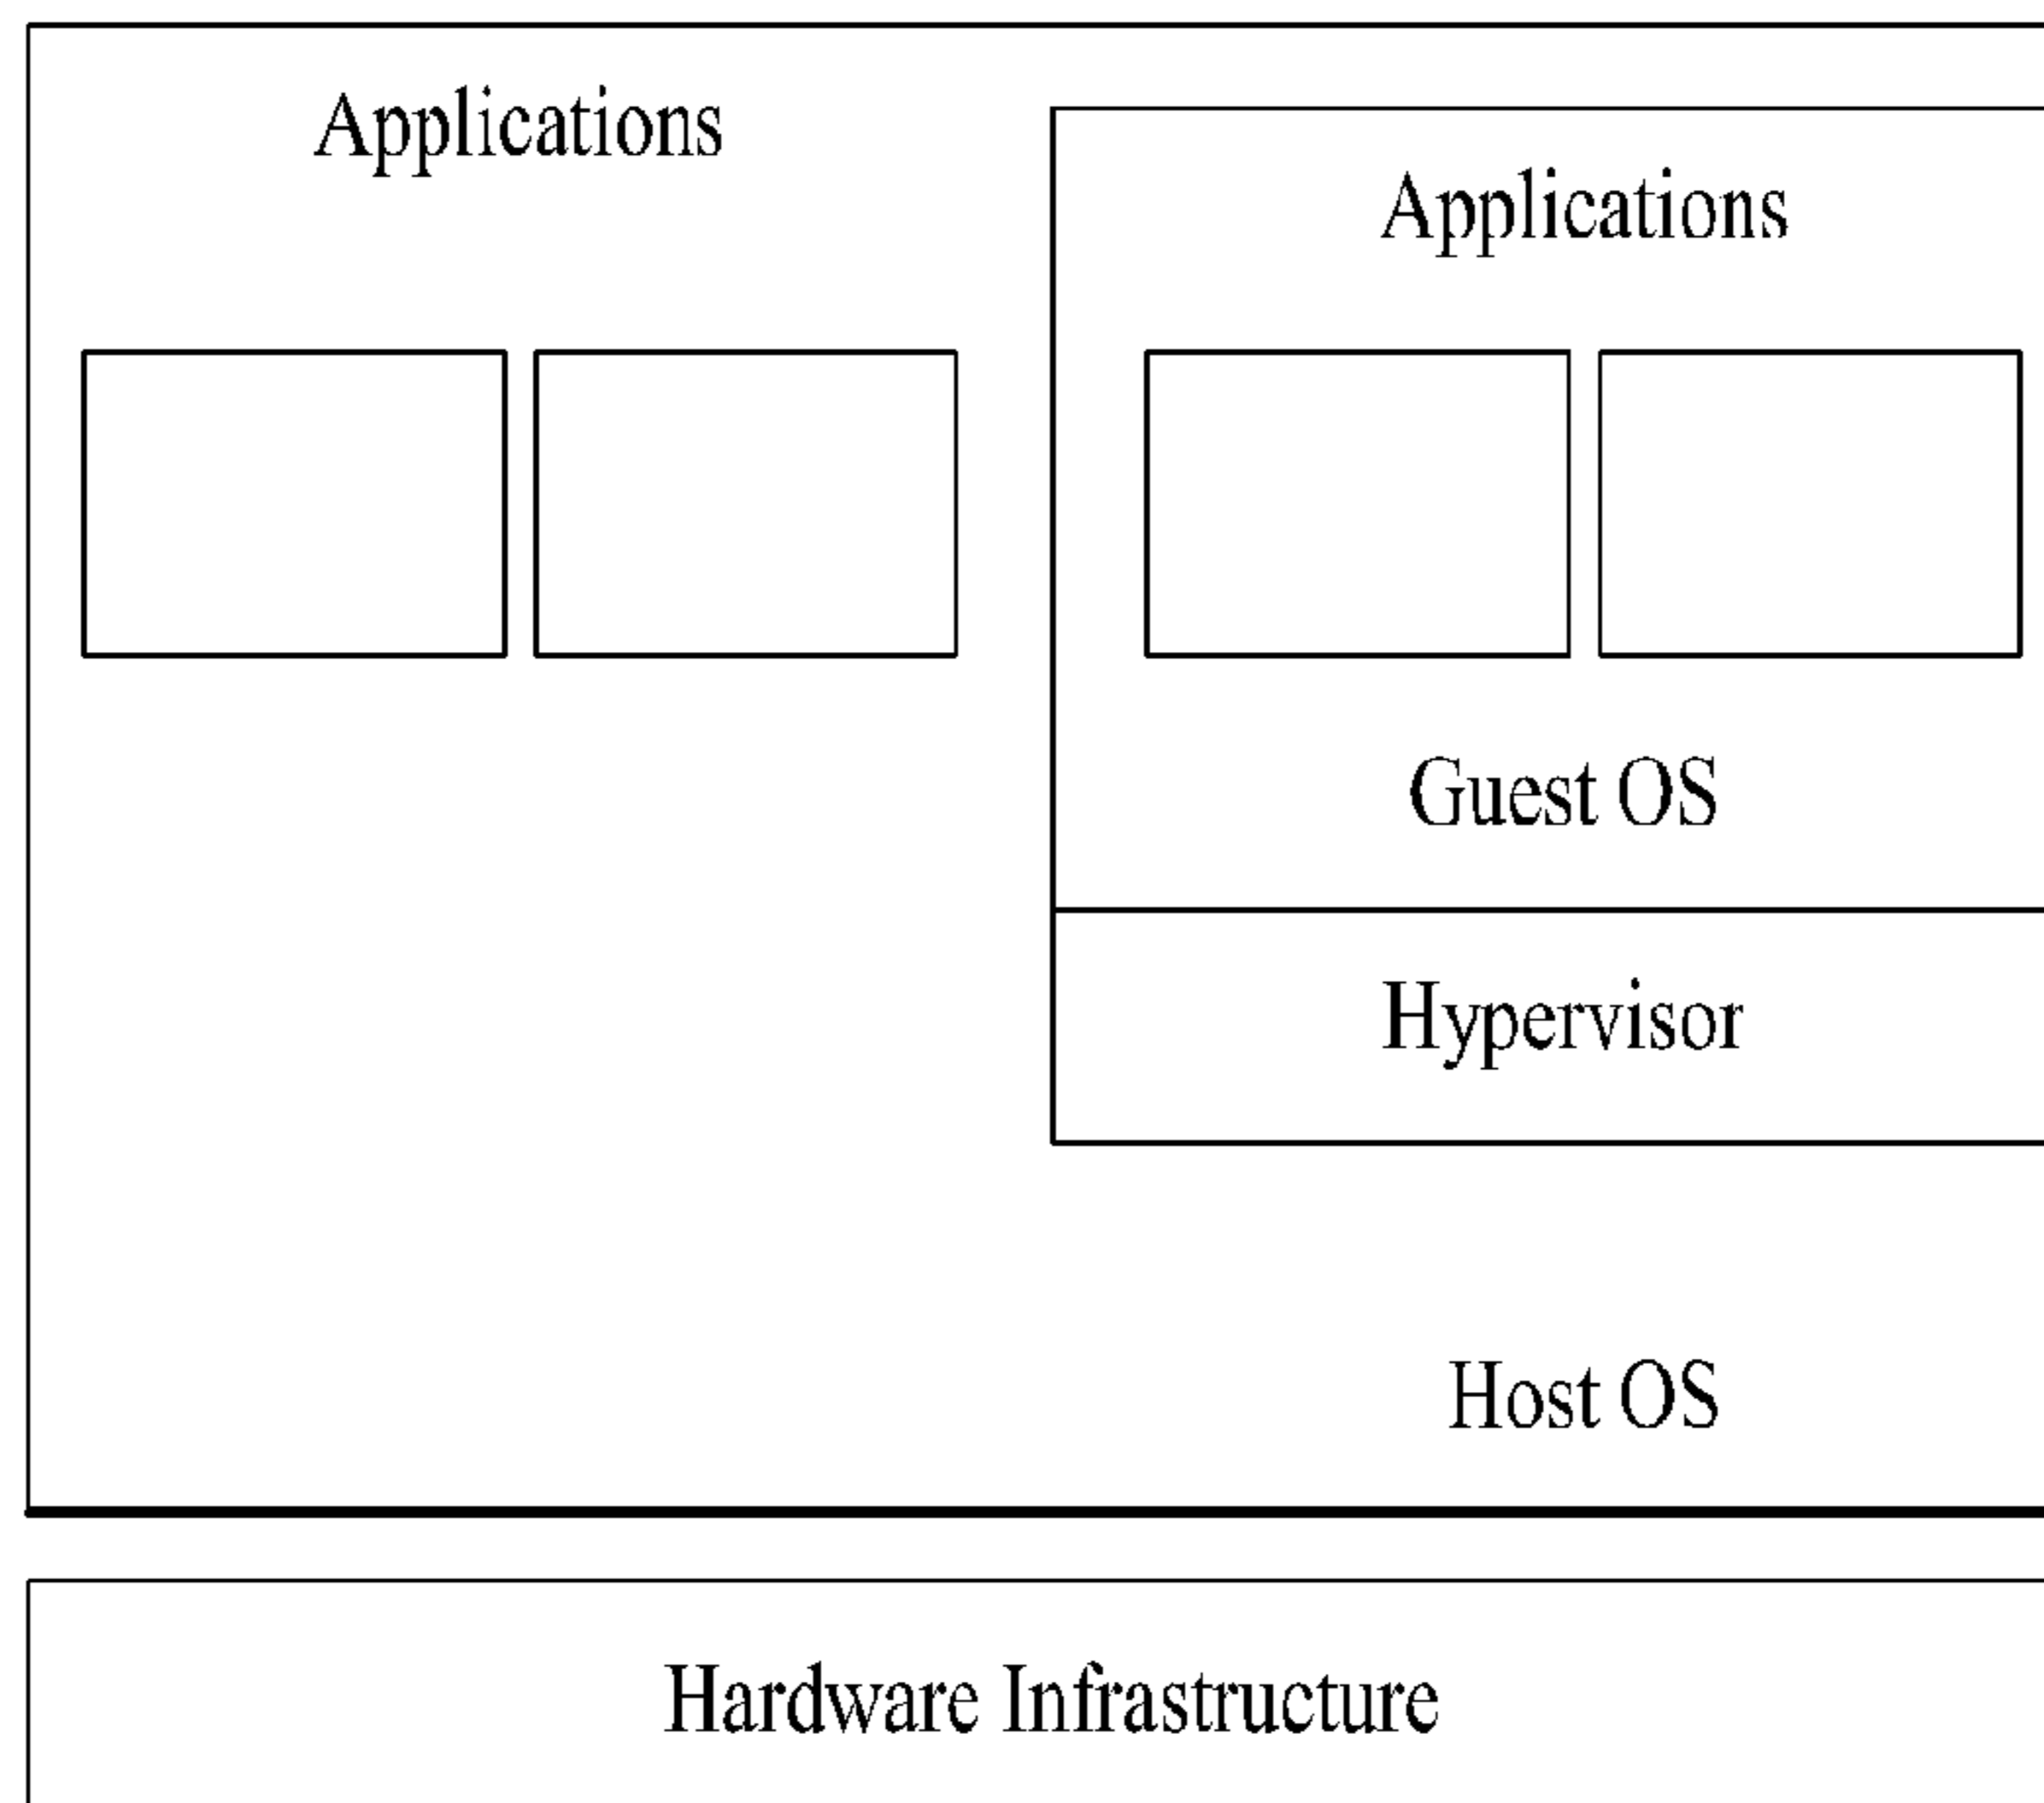 Applications
Applications
Guest OS
Hypervisor
Host OS
Hardware Infrastructure